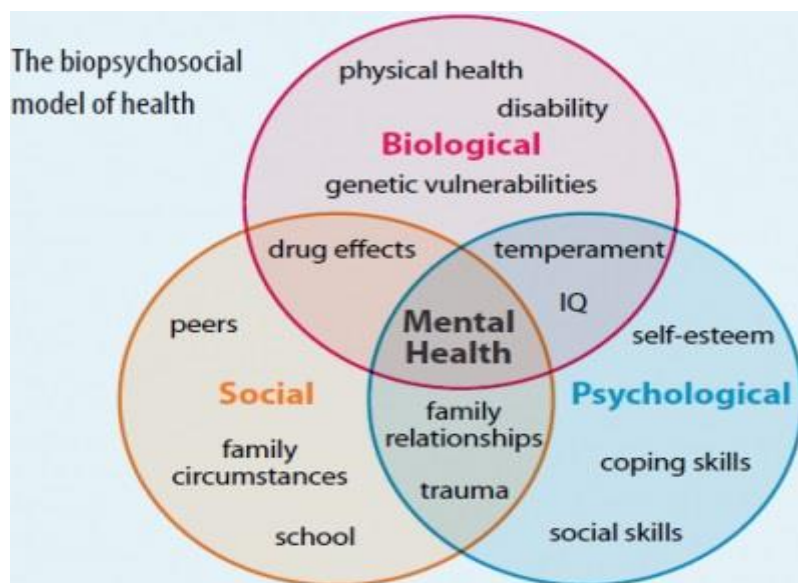 The biopsychosocial
model of health
physical health
disability
Biological
genetic vulnerabilities
drug effects
temperament
IQ
Mental
Health
peers
self-esteem
Social
Psychological
family
relationships
family
circumstances
coping skills
trauma
school
social skills